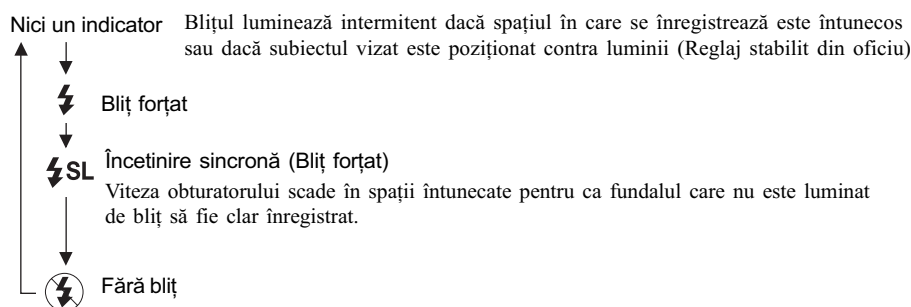 Nici un indicator Blițul luminează intermitent dacă spațiul în care se înregistrează este întunecos
sau dacă subiectul vizat este poziționat contra luminii (Reglaj stabilit din oficiu)
Bliț forțat
SL Încetinire sincronă (Bliț forțat)
Viteza obturatorului scade în spații întunecate pentru ca fundalul care nu este luminat
de bliț să fie clar înregistrat.
Fără bliț